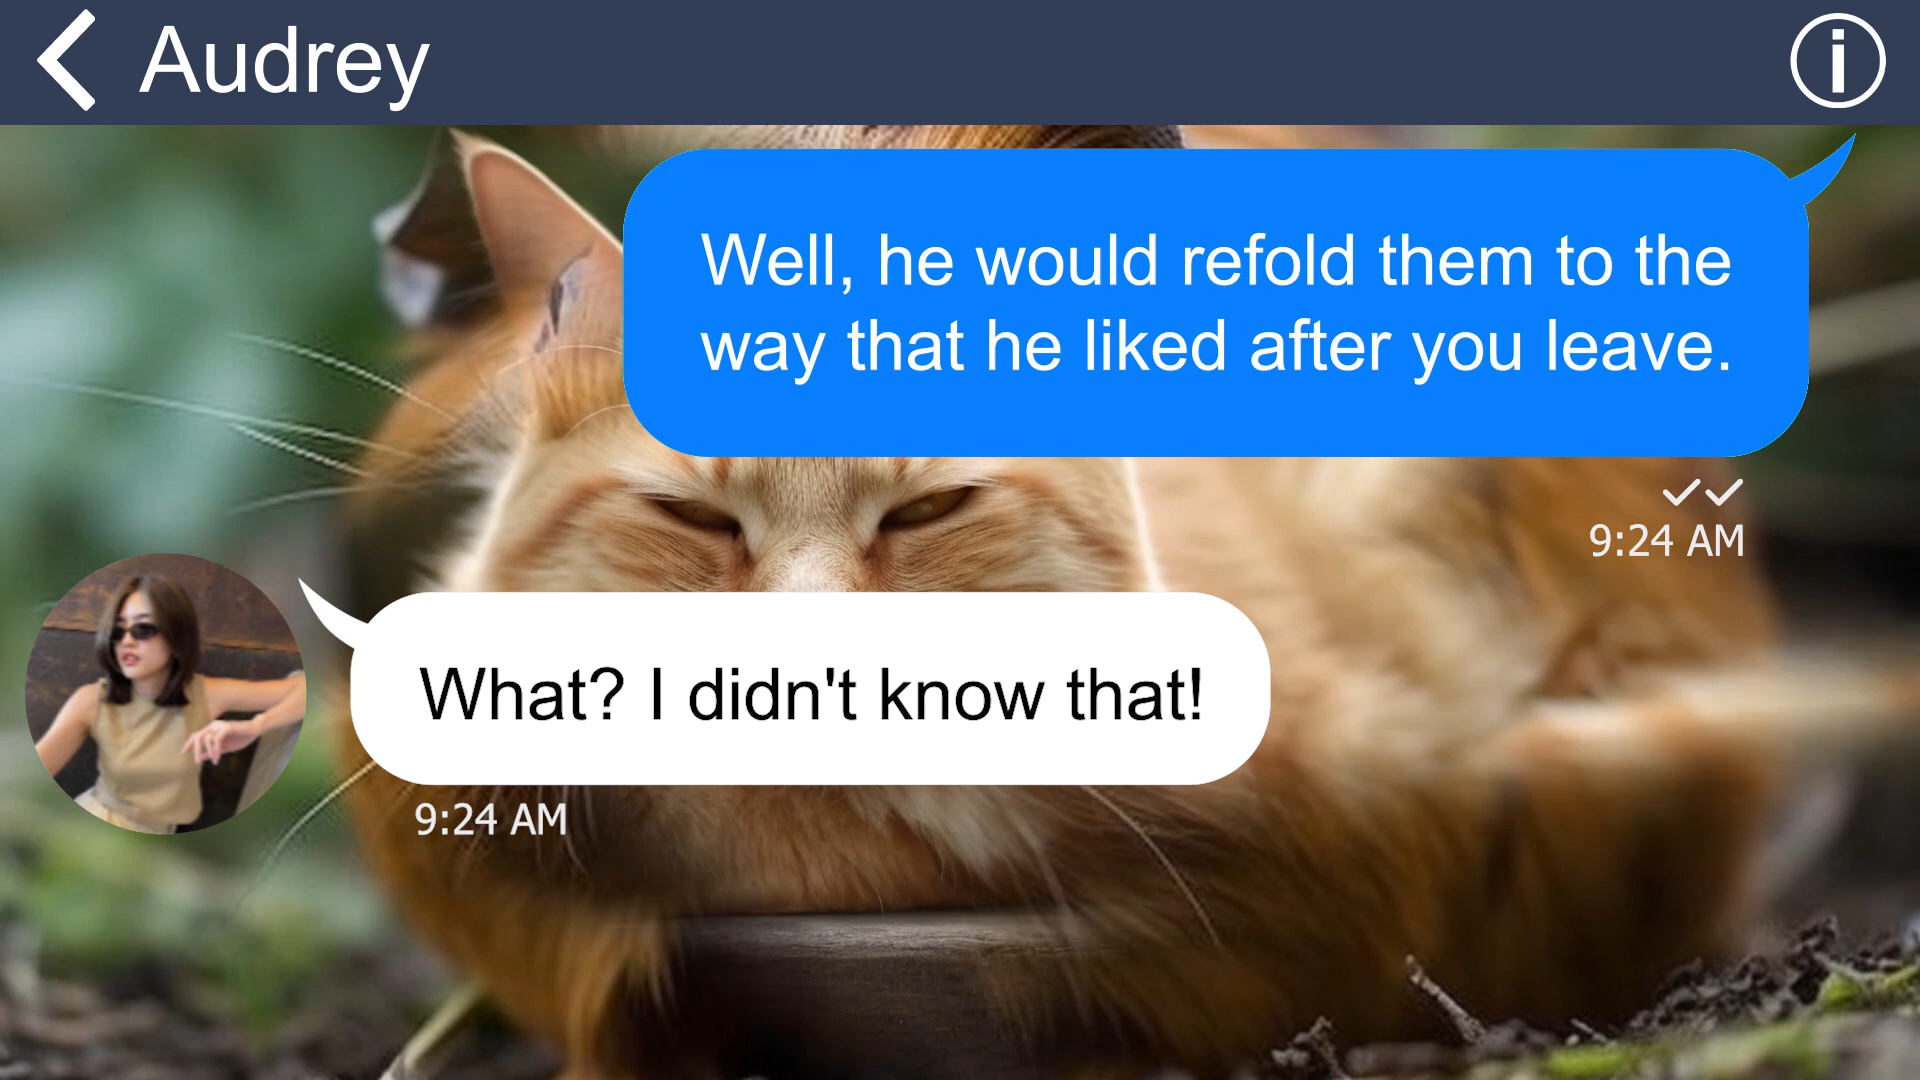 Audrey
Well, he would refold them to the
way that he liked after you leave.
9:24 AM
What? I didn't know that!
9:24 AM